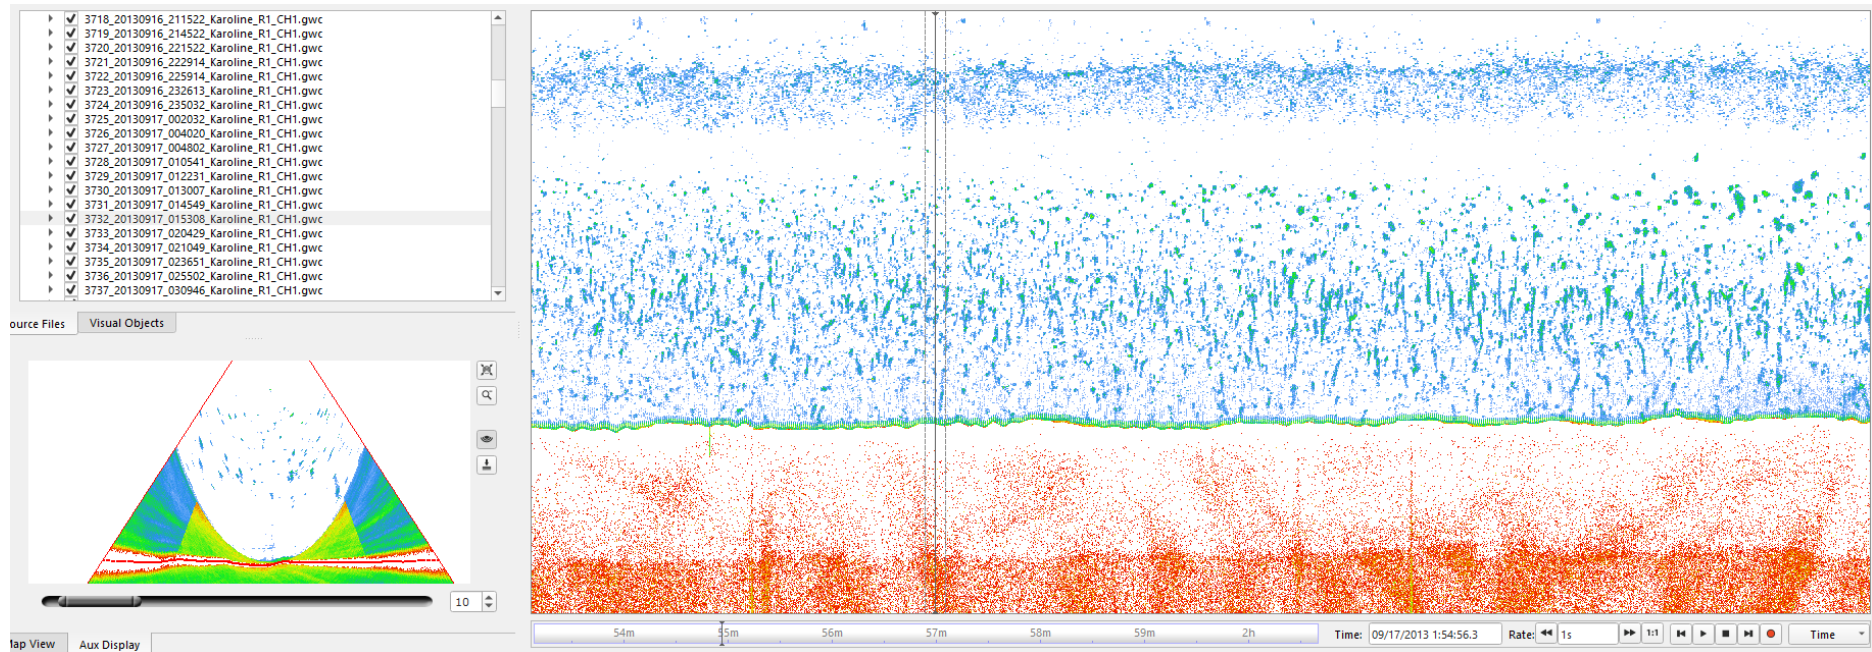 3718_20130916_211522_Karoline_R1_CH1.gwc
3719_20130916_214522_Karoline_R1_CH1.gwc
3720_20130916_221522_Karoline_R1_CH1.gwc
3721_20130916_222914_Karoline_R1_CH1.gwc
3722_20130916_225914_Karoline_R1_CH1.gwc
3723_20130916_232613_Karoline_R1_CH1.gwc
3724_20130916_235032_Karoline_R1_CH1.gwc
3725_20130917_002032_Karoline_R1_CH1.gwc
3726_20130917_004020_Karoline_R1_CH1.gwc
3727_20130917_004802_Karoline_R1_CH1.gwc
3728_20130917_010541_Karoline_R1_CH1.gwc
3729_20130917_012231_Karoline_R1_CH1.gwc
3730_20130917_013007_Karoline_R1_CH1.gwc
3731_20130917_014549_Karoline_R1_CH1.gwc
3732_20130917_015308_Karoline_R1_CH1.gwc
3733_20130917_020429_Karoline_R1_CH1.gwc
3734_20130917_021049_Karoline_R1_CH1.gwc
3735_20130917_023651_Karoline_R1_CH1.gwc
3736_20130917_025502_Karoline_R1_CH1.gwc
3737_20130917_030946_Karoline_R1_CH1.gwc
ource Files Visual Objects
10
Map View Aux Display
54m 55m 56m 57m 58m 59m 2h
Time: 09/17/2013 1:54:56.3 Rate: 1s 1:1 Time